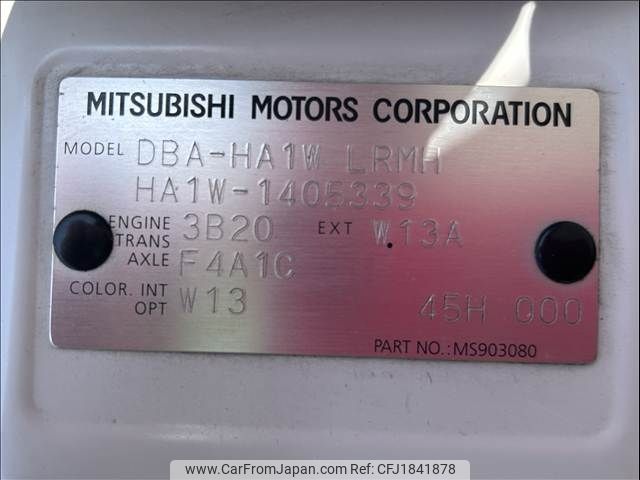 MITSUBISHI MOTORS CORPORATION
MODEL DBA-HA1W LRMH
HA1W-1405339
ENGINE 3B20 EXT W13A
TRANS
AXLE F4A1C
COLOR. INT W13
OPT 45H 000
PART NO.:MS903080
www.CarFromJapan.com - CFJ1841878